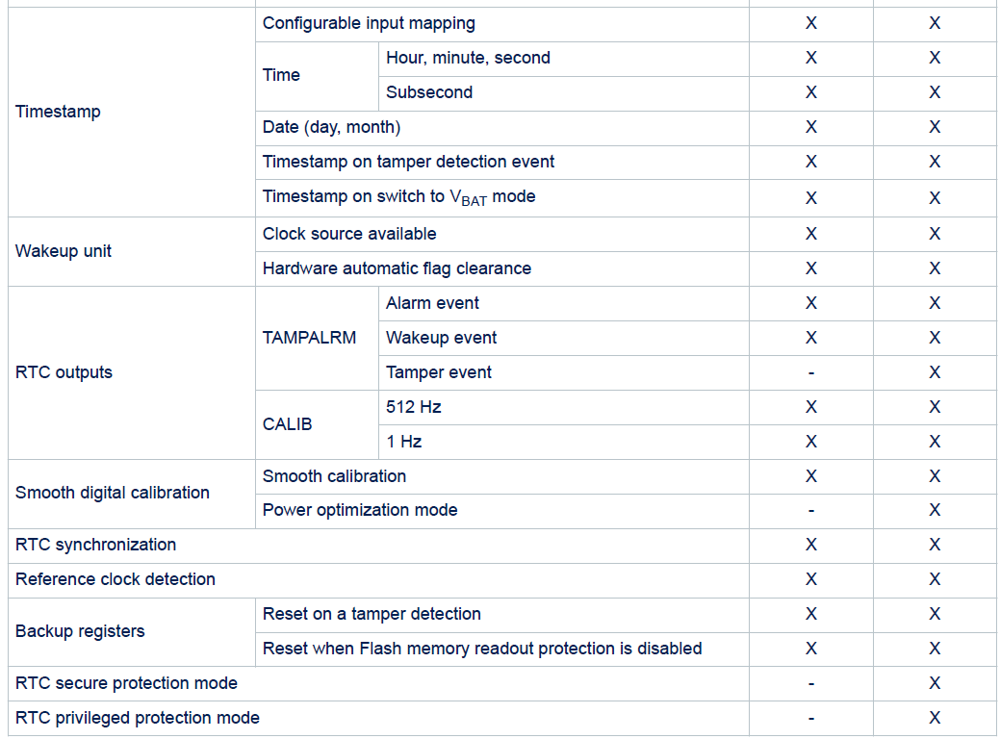 Configurable input mapping X X
Time Hour, minute, second X X
Subsecond X X
Timestamp
Date (day, month) X X
Timestamp on tamper detection event X X
Timestamp on switch to VBAT mode X X
Wakeup unit Clock source available X X
Hardware automatic flag clearance X X
Alarm event X X
TAMPALRM Wakeup event X X
RTC outputs Tamper event - X
CALIB 512 Hz X X
1 Hz X X
Smooth digital calibration Smooth calibration X X
Power optimization mode - X
RTC synchronization X X
Reference clock detection X X
Backup registers Reset on a tamper detection X X
Reset when Flash memory readout protection is disabled X X
RTC secure protection mode - X
RTC privileged protection mode - X